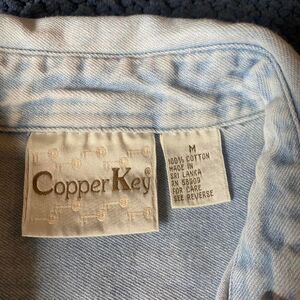 Copper Key®
M
100% COTTON
MADE IN
SRI LANKA
RN 58909
FOR CARE
SEE REVERSE